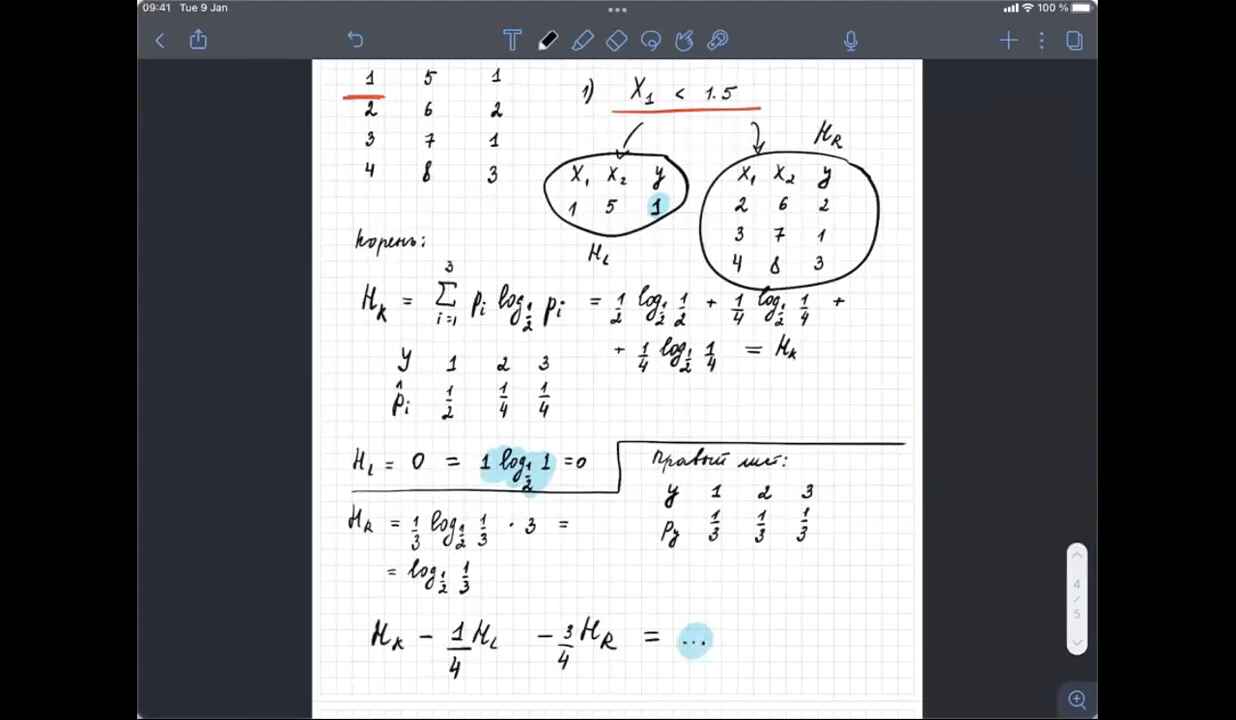 09:41 Tue 9 Jan
100 %
1 5 1
2 6 2
3 7 1
4 8 3
1) X₁ < 1.5
X₁ X₂ y
1 5 1
H_L
H_R
X₁ X₂ y
2 6 2
3 7 1
4 8 3
Корень:
H_K = ∑_{i=1}^{3} p_i log_{1/2} p_i = 1/2 log_{1/2} 1/2 + 1/4 log_{1/2} 1/4 +
+ 1/4 log_{1/2} 1/4 = H_K
y 1 2 3
p̂_i 1/2 1/4 1/4
H_L = 0 = 1 log_{1/2} 1 = 0
Правый лист:
y 1 2 3
p_y 1/3 1/3 1/3
H_R = 1/3 log_{1/2} 1/3 · 3 =
= log_{1/2} 1/3
H_K - 1/4 H_L - 3/4 H_R = ...
4
/
5